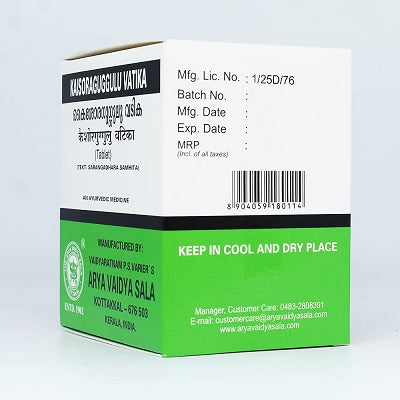 KAISORAGUGGULU VATIKA
കൈശോരഗുഗ്ഗുലു വടിക
कैशोरगुग्गुलु वटिका
(Tablet)
(TEXT: SARANGADHARA SAMHITA)
AN AYURVEDIC MEDICINE
MANUFACTURED BY:
VAIDYARATNAM P.S. VARIER'S
ARYA VAIDYA SALA
KOTTAKKAL – 676 503
KERALA, INDIA.
ESTD. 1902
Mfg. Lic. No. : 1/25D/76
Batch No. :
Mfg. Date :
Exp. Date :
MRP :
(Incl. of all taxes)
8 904059 180114
KEEP IN COOL AND DRY PLACE
Manager, Customer Care: 0483-2808391
E-mail: customercare@aryavaidyasala.com
www.aryavaidyasala.com